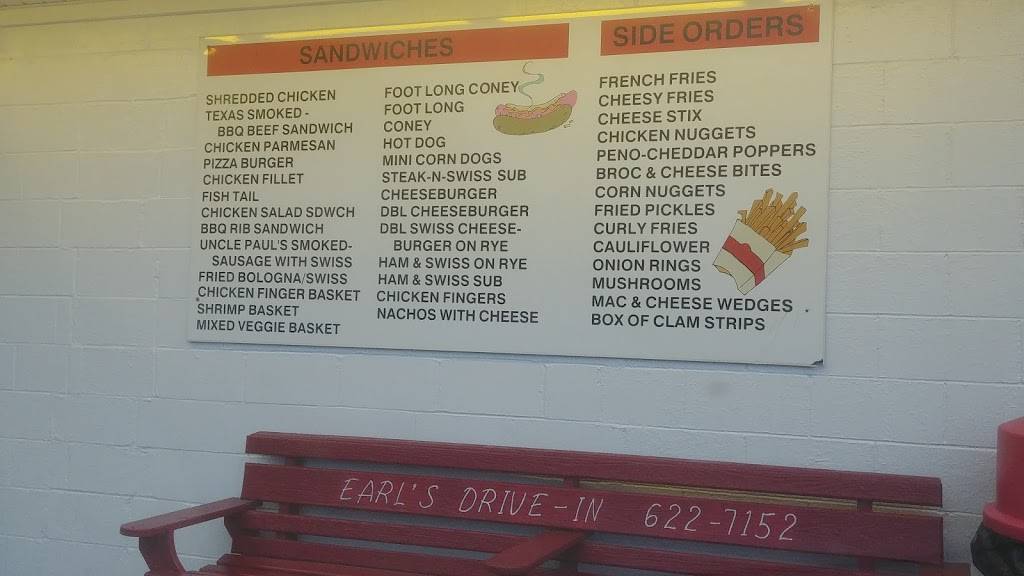 SANDWICHES
SHREDDED CHICKEN
TEXAS SMOKED -
BBQ BEEF SANDWICH
CHICKEN PARMESAN
PIZZA BURGER
CHICKEN FILLET
FISH TAIL
CHICKEN SALAD SDWCH
BBQ RIB SANDWICH
UNCLE PAUL'S SMOKED-
SAUSAGE WITH SWISS
FRIED BOLOGNA/SWISS
CHICKEN FINGER BASKET
SHRIMP BASKET
MIXED VEGGIE BASKET
FOOT LONG CONEY
FOOT LONG
CONEY
HOT DOG
MINI CORN DOGS
STEAK-N-SWISS SUB
CHEESEBURGER
DBL CHEESEBURGER
DBL SWISS CHEESE-
BURGER ON RYE
HAM & SWISS ON RYE
HAM & SWISS SUB
CHICKEN FINGERS
NACHOS WITH CHEESE
SIDE ORDERS
FRENCH FRIES
CHEESY FRIES
CHEESE STIX
CHICKEN NUGGETS
PENO-CHEDDAR POPPERS
BROC & CHEESE BITES
CORN NUGGETS
FRIED PICKLES
CURLY FRIES
CAULIFLOWER
ONION RINGS
MUSHROOMS
MAC & CHEESE WEDGES
BOX OF CLAM STRIPS
EARL'S DRIVE-IN 622-7152